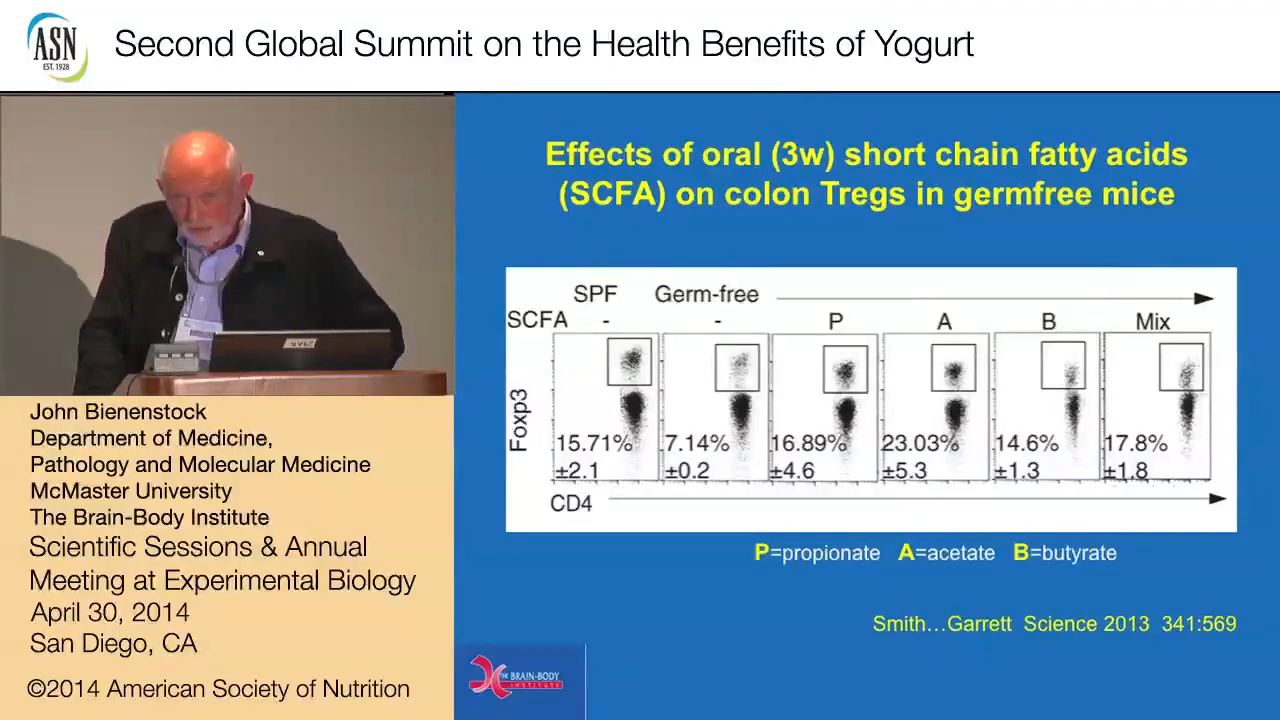 ASN
EST. 1928
Second Global Summit on the Health Benefits of Yogurt
Effects of oral (3w) short chain fatty acids
(SCFA) on colon Tregs in germfree mice
SPF Germ-free
SCFA - - P A B Mix
Foxp3
15.71% 7.14% 16.89% 23.03% 14.6% 17.8%
±2.1 ±0.2 ±4.6 ±5.3 ±1.3 ±1.8
CD4
P=propionate A=acetate B=butyrate
Smith…Garrett Science 2013 341:569
THE BRAIN-BODY
INSTITUTE
John Bienenstock
Department of Medicine,
Pathology and Molecular Medicine
McMaster University
The Brain-Body Institute
Scientific Sessions & Annual
Meeting at Experimental Biology
April 30, 2014
San Diego, CA
©2014 American Society of Nutrition